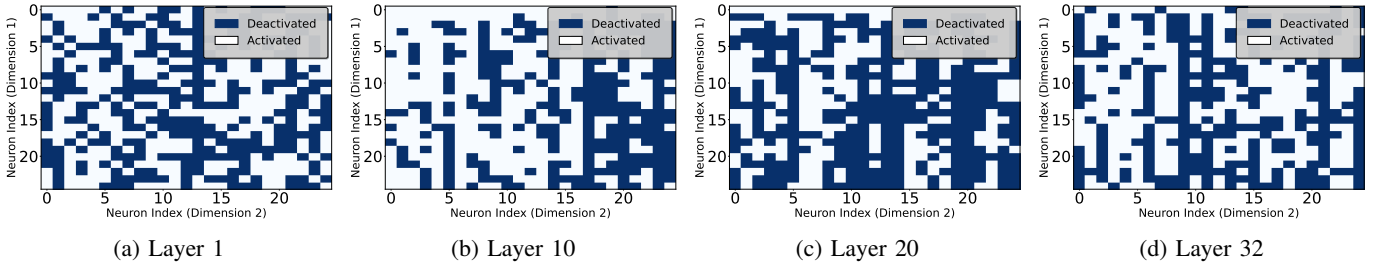 Neuron Index (Dimension 1)
0
5
10
15
20
Deactivated
Activated
0 5 10 15 20
Neuron Index (Dimension 2)
(a) Layer 1
Neuron Index (Dimension 1)
0
5
10
15
20
Deactivated
Activated
0 5 10 15 20
Neuron Index (Dimension 2)
(b) Layer 10
Neuron Index (Dimension 1)
0
5
10
15
20
Deactivated
Activated
0 5 10 15 20
Neuron Index (Dimension 2)
(c) Layer 20
Neuron Index (Dimension 1)
0
5
10
15
20
Deactivated
Activated
0 5 10 15 20
Neuron Index (Dimension 2)
(d) Layer 32